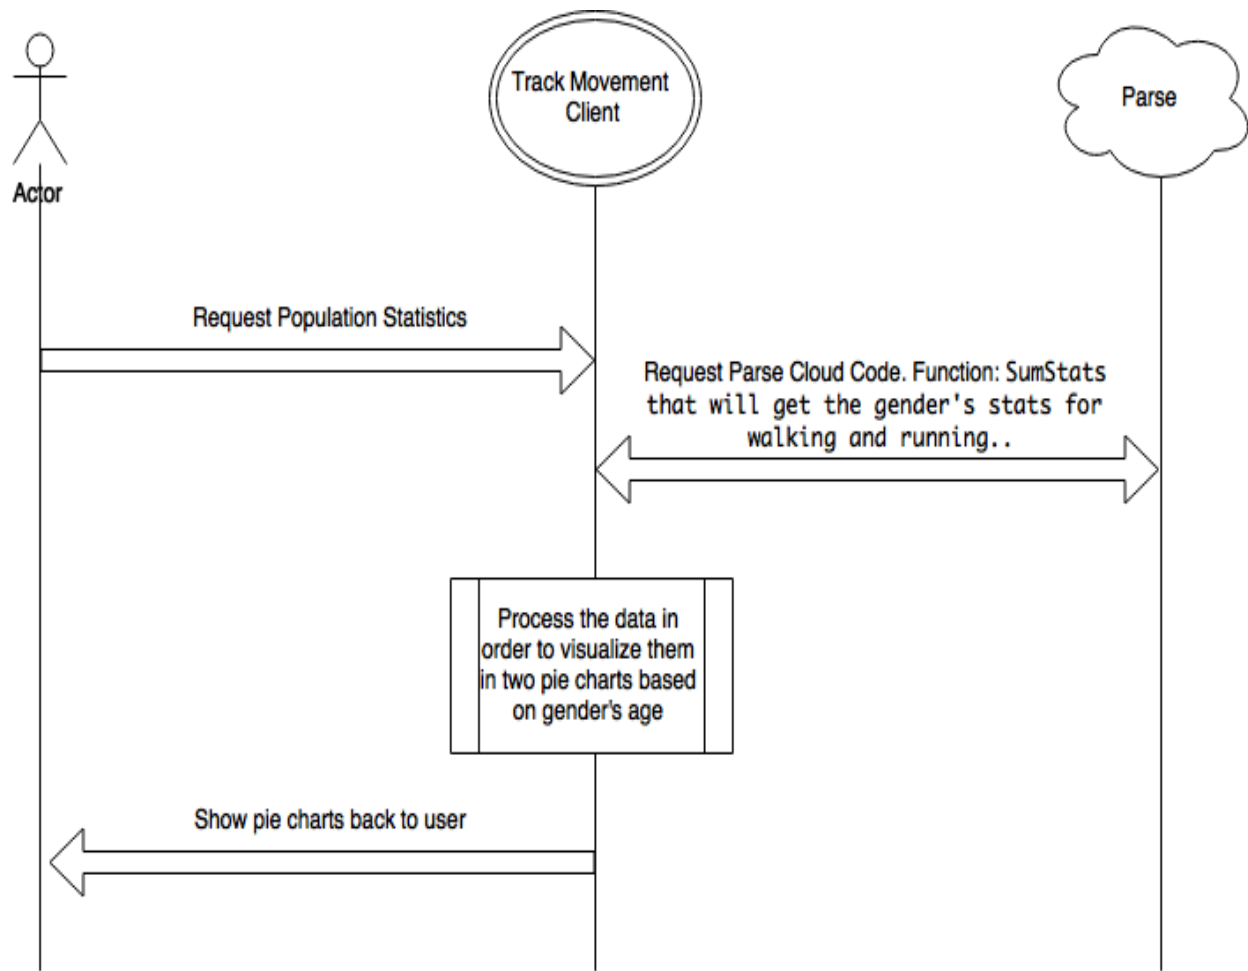 Track Movement
Client
Parse
Actor
Request Population Statistics
Request Parse Cloud Code. Function: SumStats
that will get the gender's stats for
walking and running..
Process the data in
order to visualize them
in two pie charts based
on gender's age
Show pie charts back to user